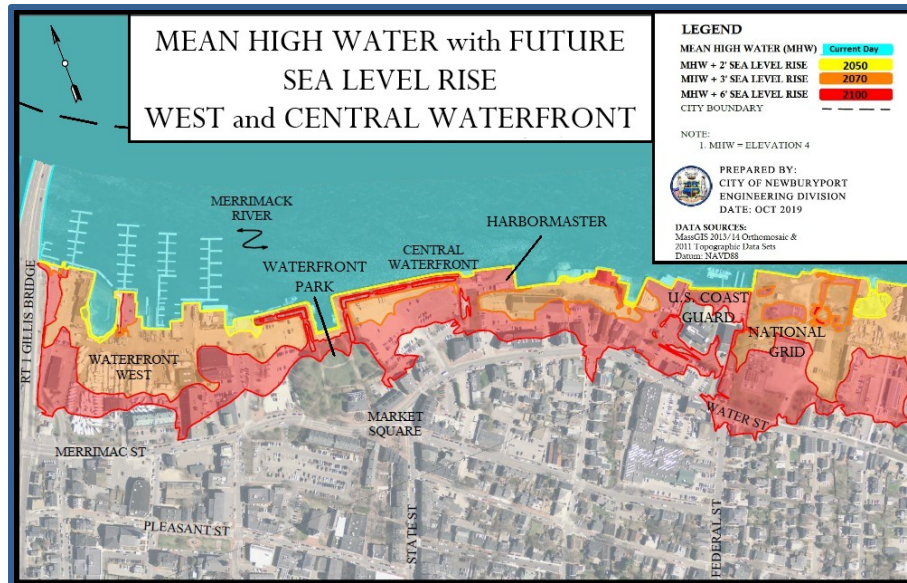 MEAN HIGH WATER with FUTURE
SEA LEVEL RISE
WEST and CENTRAL WATERFRONT
LEGEND
MEAN HIGH WATER (MHW) Current Day
MHW + 2' SEA LEVEL RISE 2050
MHW + 3' SEA LEVEL RISE 2070
MHW + 6' SEA LEVEL RISE 2100
CITY BOUNDARY
NOTE:
1. MHW = ELEVATION 4
PREPARED BY:
CITY OF NEWBURYPORT
ENGINEERING DIVISION
DATE: OCT 2019
DATA SOURCES:
MassGIS 2013/14 Orthomosaic &
2011 Topographic Data Sets
Datum: NAVD88
MERRIMACK
RIVER
HARBORMASTER
CENTRAL
WATERFRONT
WATERFRONT
PARK
RT 1 GILLIS BRIDGE
U.S. COAST
GUARD
NATIONAL
GRID
WATERFRONT
WEST
MARKET
SQUARE
WATER ST
MERRIMAC ST
PLEASANT ST
STATE ST
FEDERAL ST